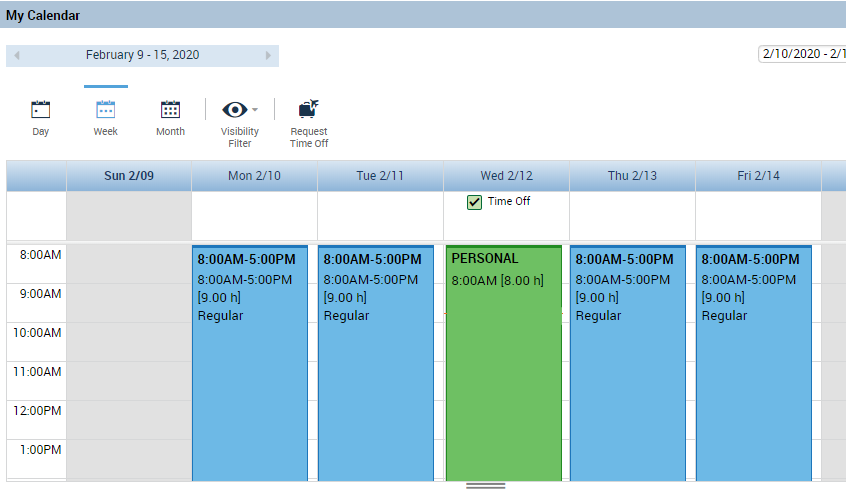 My Calendar
February 9 - 15, 2020
2/10/2020 - 2/1
Day
Week
Month
Visibility
Filter
Request
Time Off
Sun 2/09
Mon 2/10
Tue 2/11
Wed 2/12
Thu 2/13
Fri 2/14
Time Off
8:00AM
9:00AM
10:00AM
11:00AM
12:00PM
1:00PM
8:00AM-5:00PM
8:00AM-5:00PM
[9.00 h]
Regular
8:00AM-5:00PM
8:00AM-5:00PM
[9.00 h]
Regular
PERSONAL
8:00AM [8.00 h]
8:00AM-5:00PM
8:00AM-5:00PM
[9.00 h]
Regular
8:00AM-5:00PM
8:00AM-5:00PM
[9.00 h]
Regular